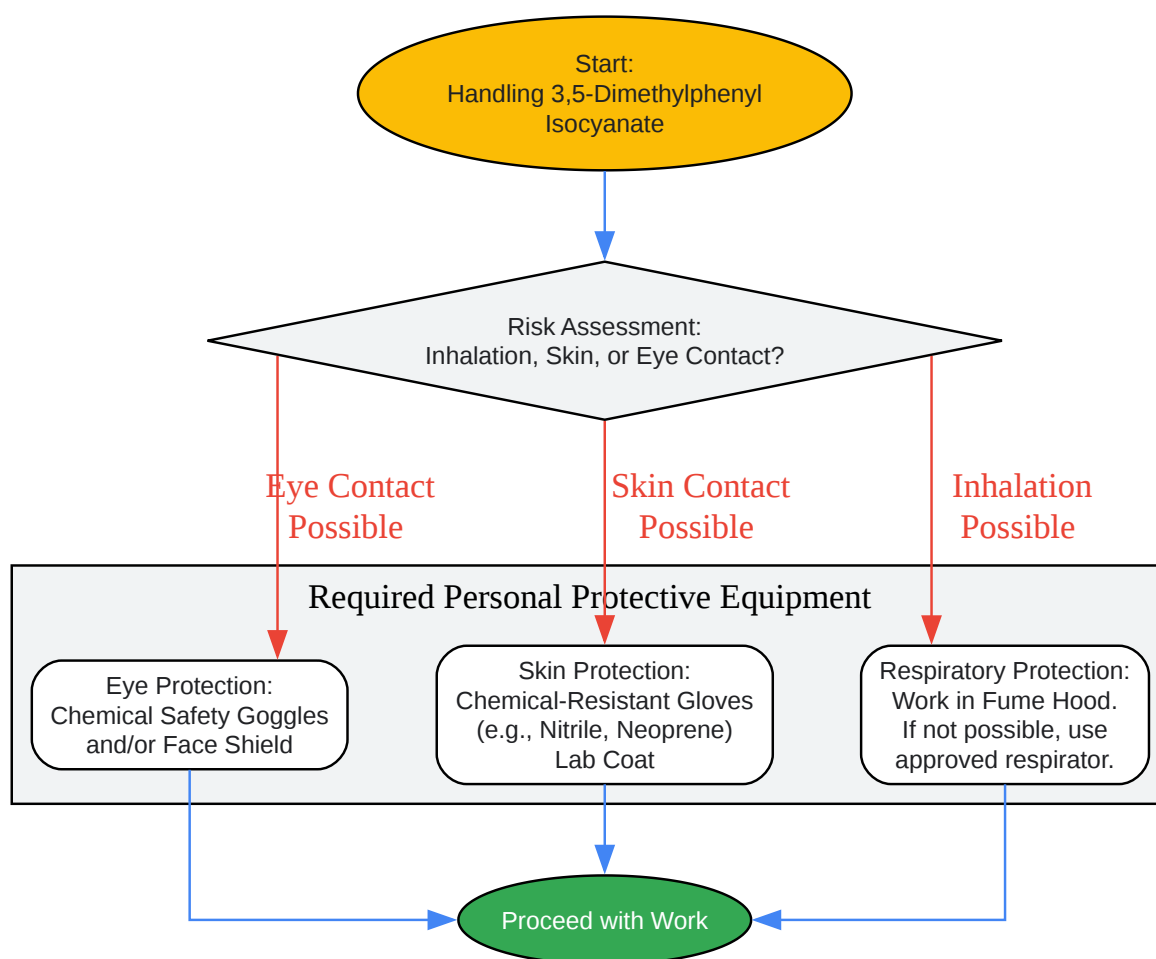 Start:
Handling 3,5-Dimethylphenyl
Isocyanate
Risk Assessment:
Inhalation, Skin, or Eye Contact?
Eye Contact
Possible
Skin Contact
Possible
Inhalation
Possible
Required Personal Protective Equipment
Eye Protection:
Chemical Safety Goggles
and/or Face Shield
Skin Protection:
Chemical-Resistant Gloves
(e.g., Nitrile, Neoprene)
Lab Coat
Respiratory Protection:
Work in Fume Hood.
If not possible, use
approved respirator.
Proceed with Work